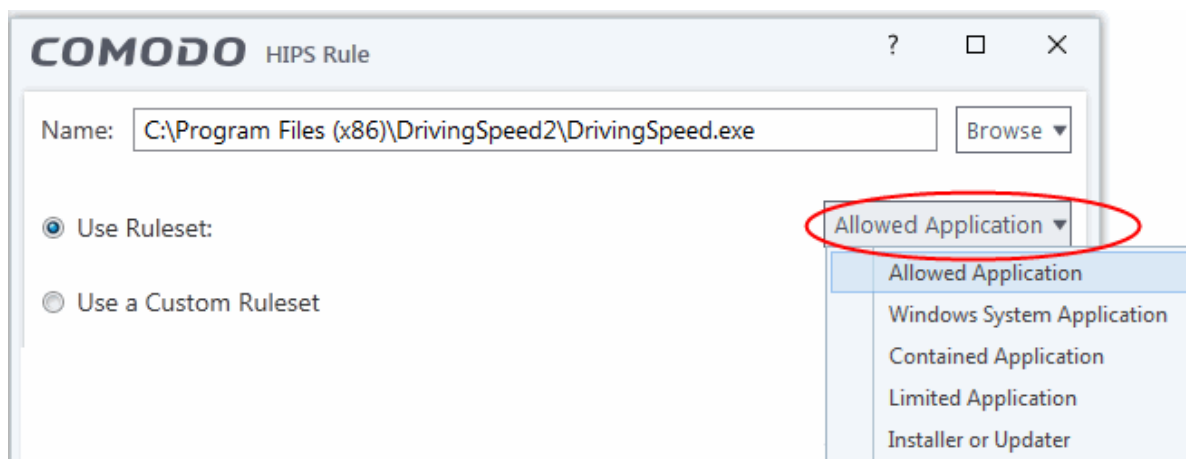 COMODO HIPS Rule ?
Name: C:\Program Files (x86)\DrivingSpeed2\DrivingSpeed.exe Browse
Use Ruleset: Allowed Application
Allowed Application
Use a Custom Ruleset
Windows System Application
Contained Application
Limited Application
Installer or Updater